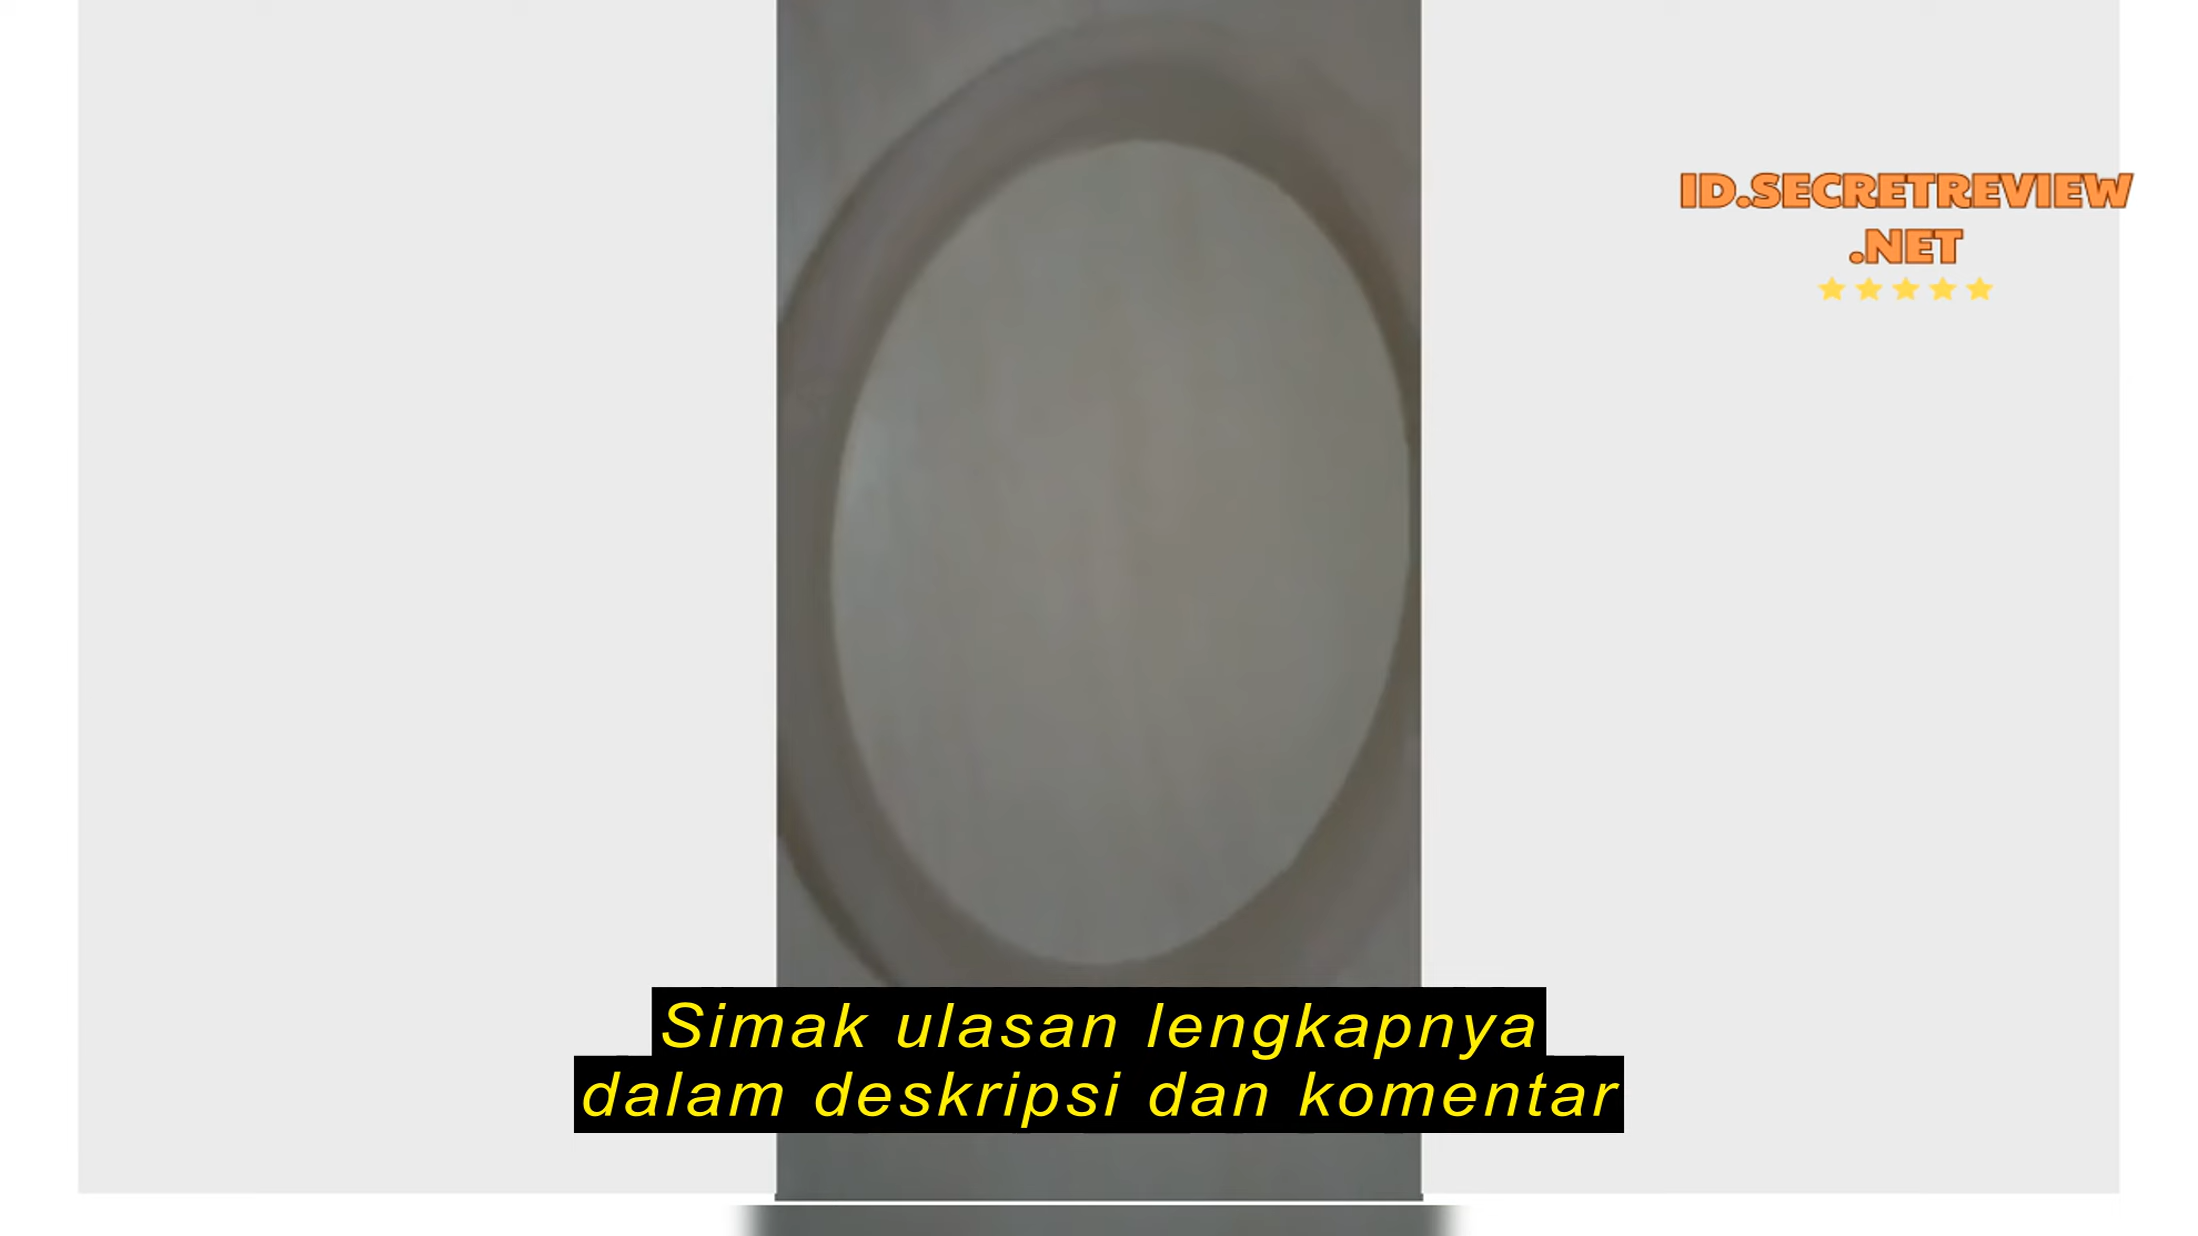 ID.SECRETREVIEW
.NET
Simak ulasan lengkapnya
dalam deskripsi dan komentar